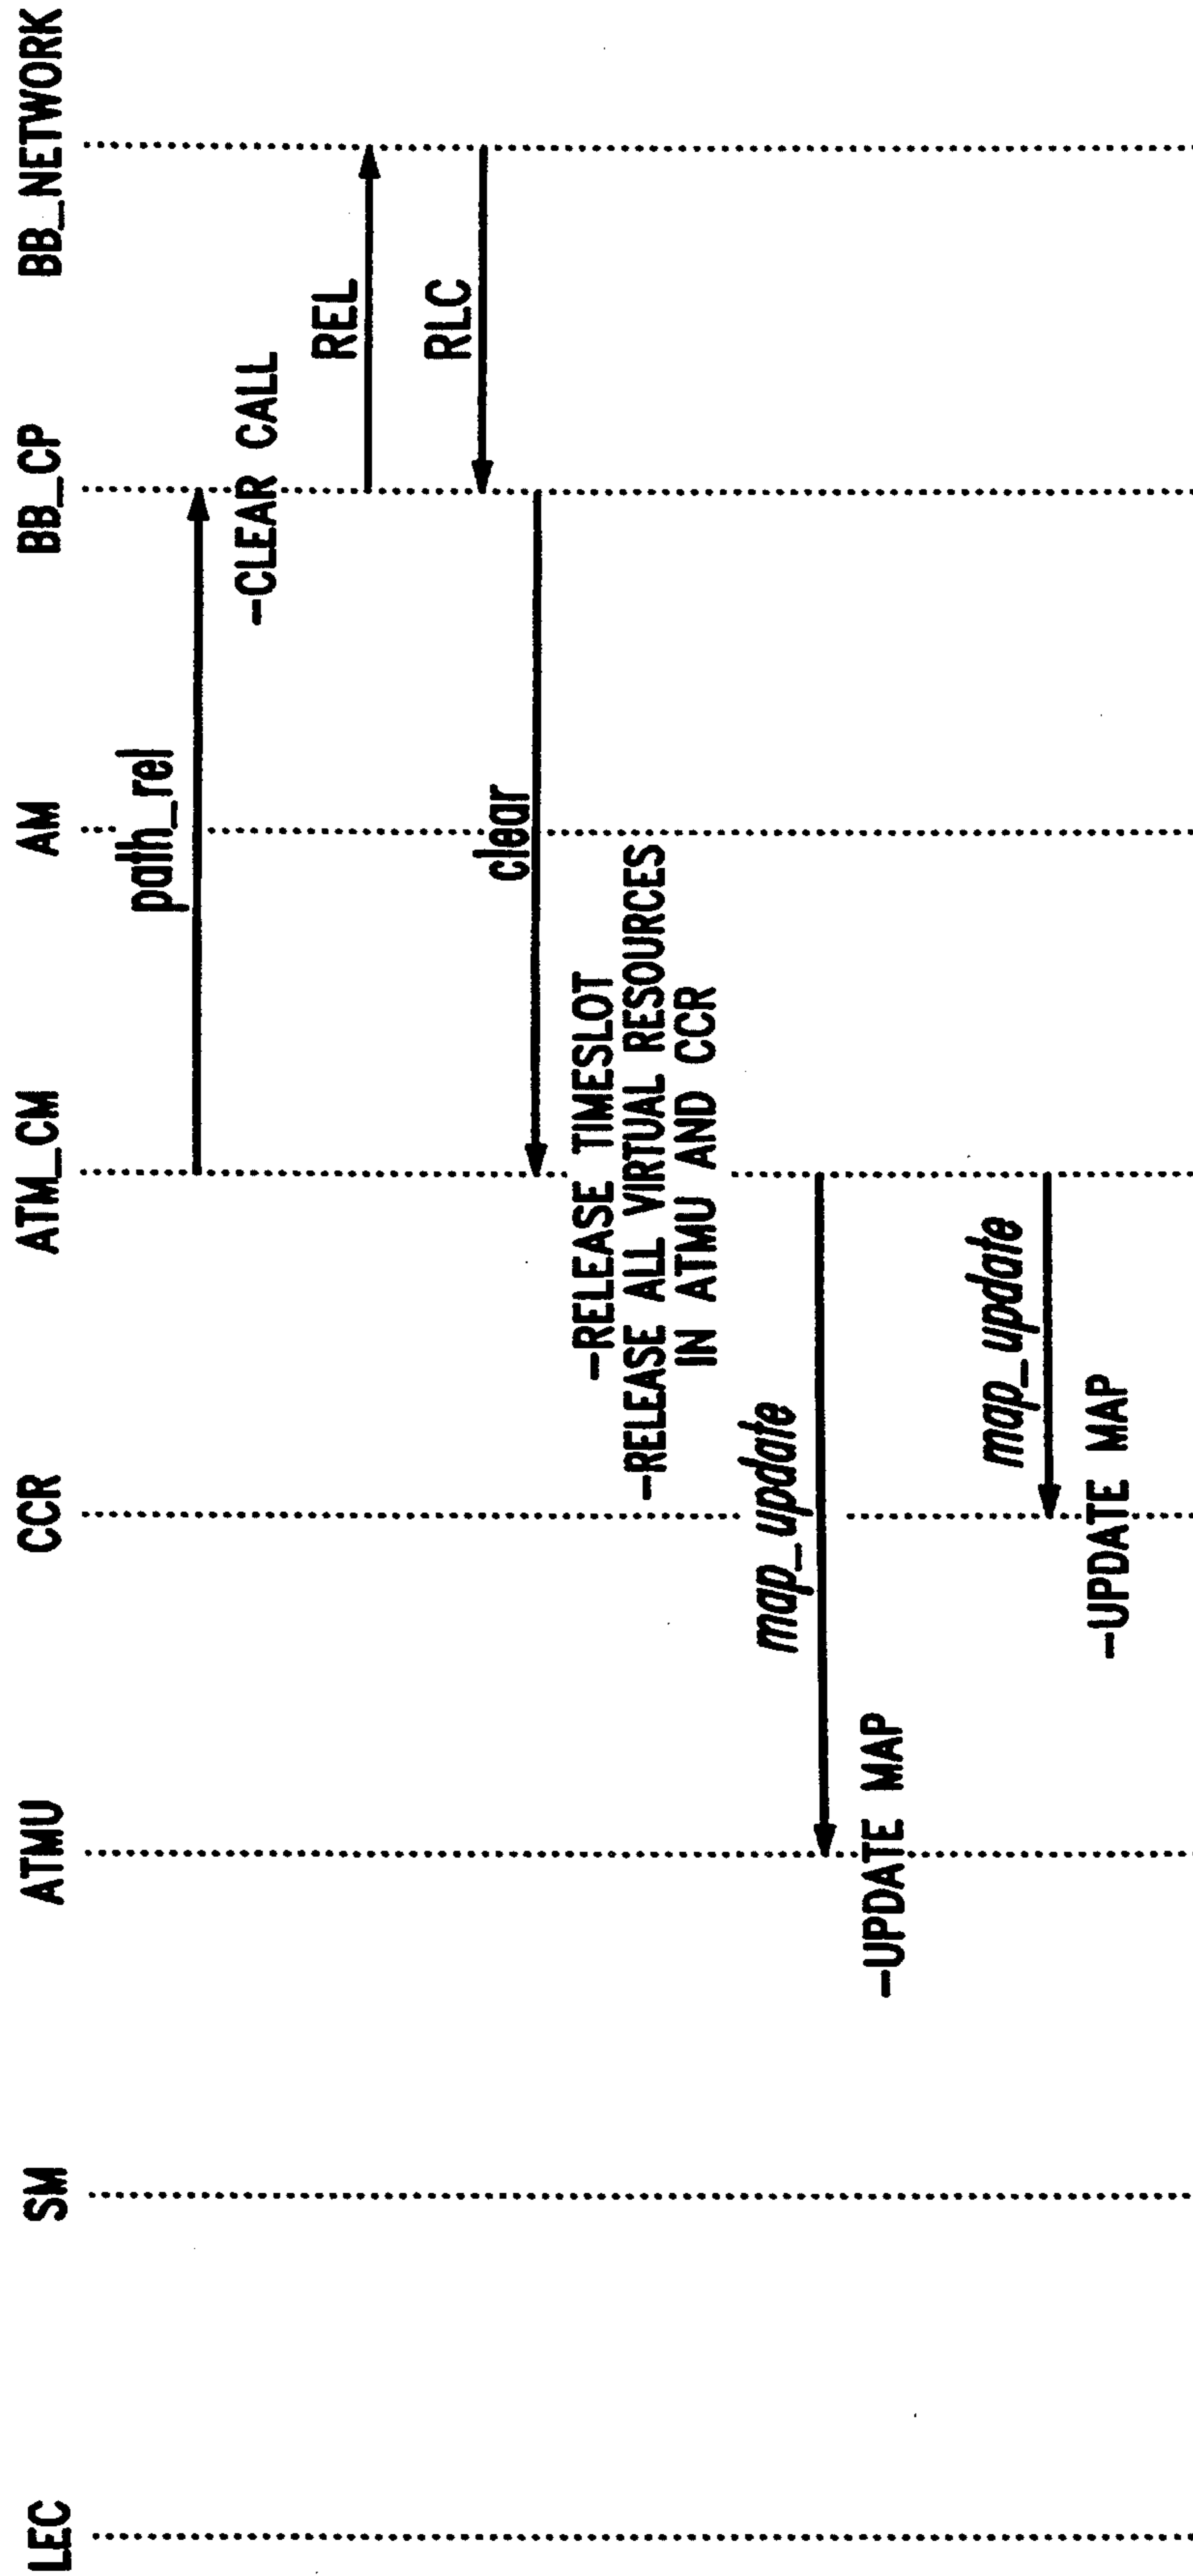 LEC SM ATMU CCR ATM_CM AM BB_CP BB_NETWORK
path_rel
-CLEAR CALL
REL
RLC
clear
-RELEASE TIMESLOT
-RELEASE ALL VIRTUAL RESOURCES
IN ATMU AND CCR
map_update
-UPDATE MAP
map_update
-UPDATE MAP